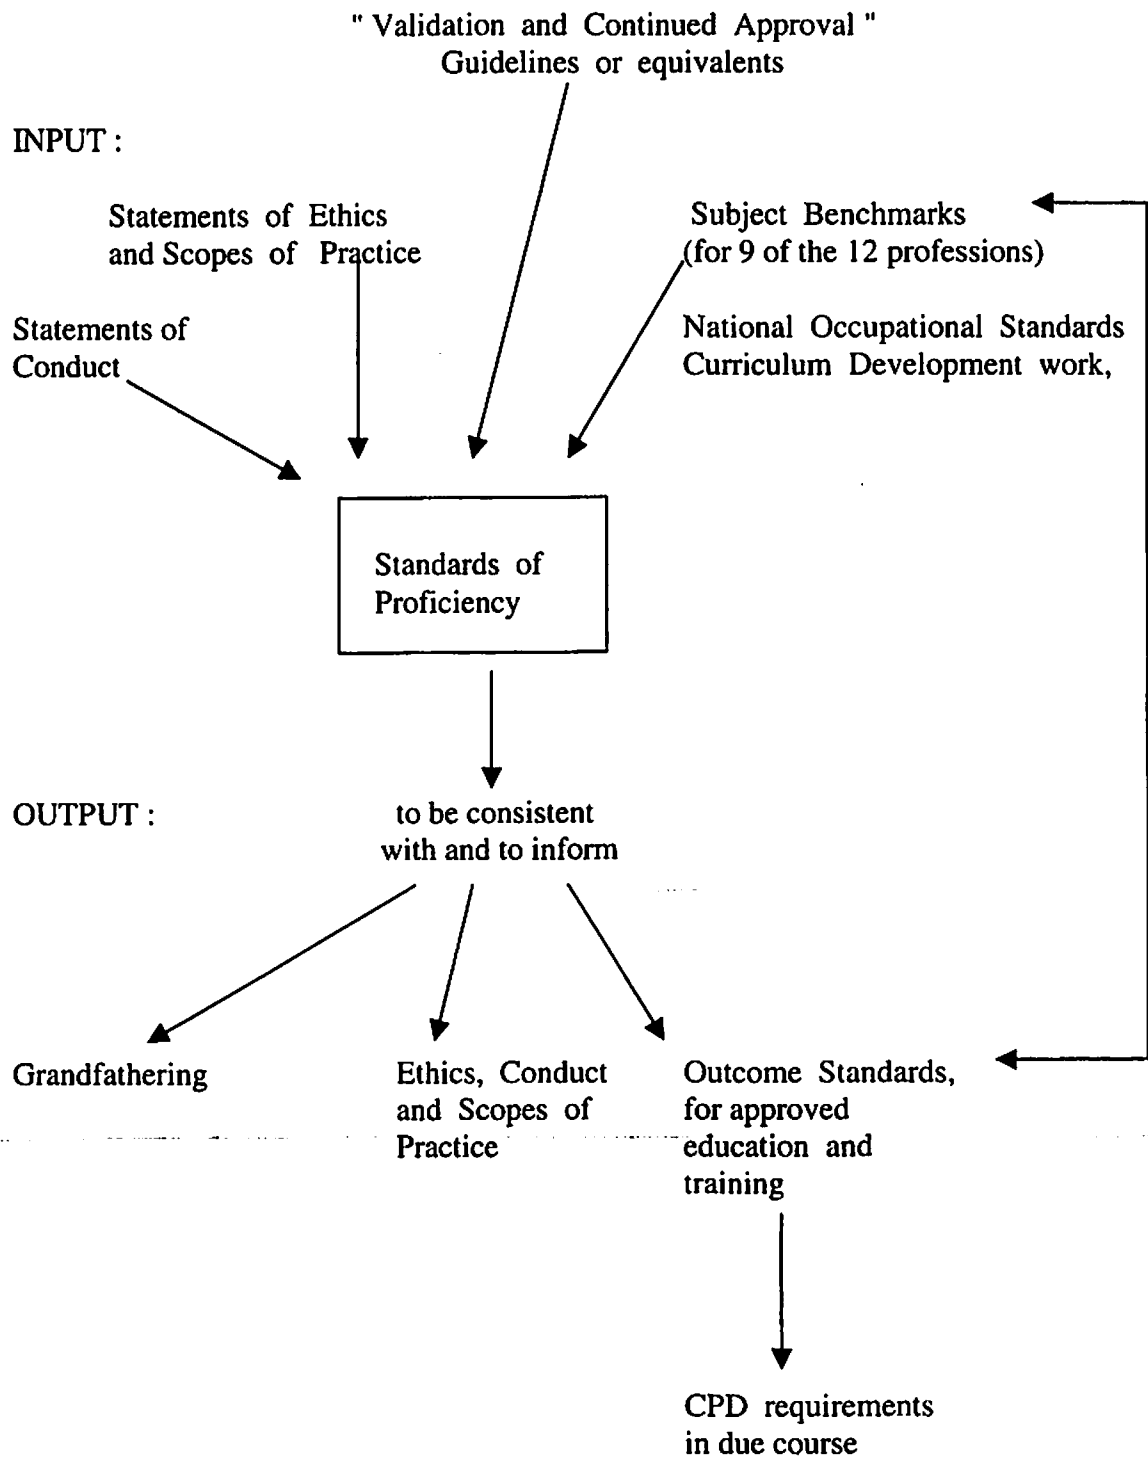 " Validation and Continued Approval "
Guidelines or equivalents
INPUT :
Statements of Ethics
and Scopes of Practice
Subject Benchmarks
(for 9 of the 12 professions)
Statements of
Conduct
National Occupational Standards
Curriculum Development work,
Standards of
Proficiency
OUTPUT :
to be consistent
with and to inform
Grandfathering
Ethics, Conduct
and Scopes of
Practice
Outcome Standards,
for approved
education and
training
CPD requirements
in due course